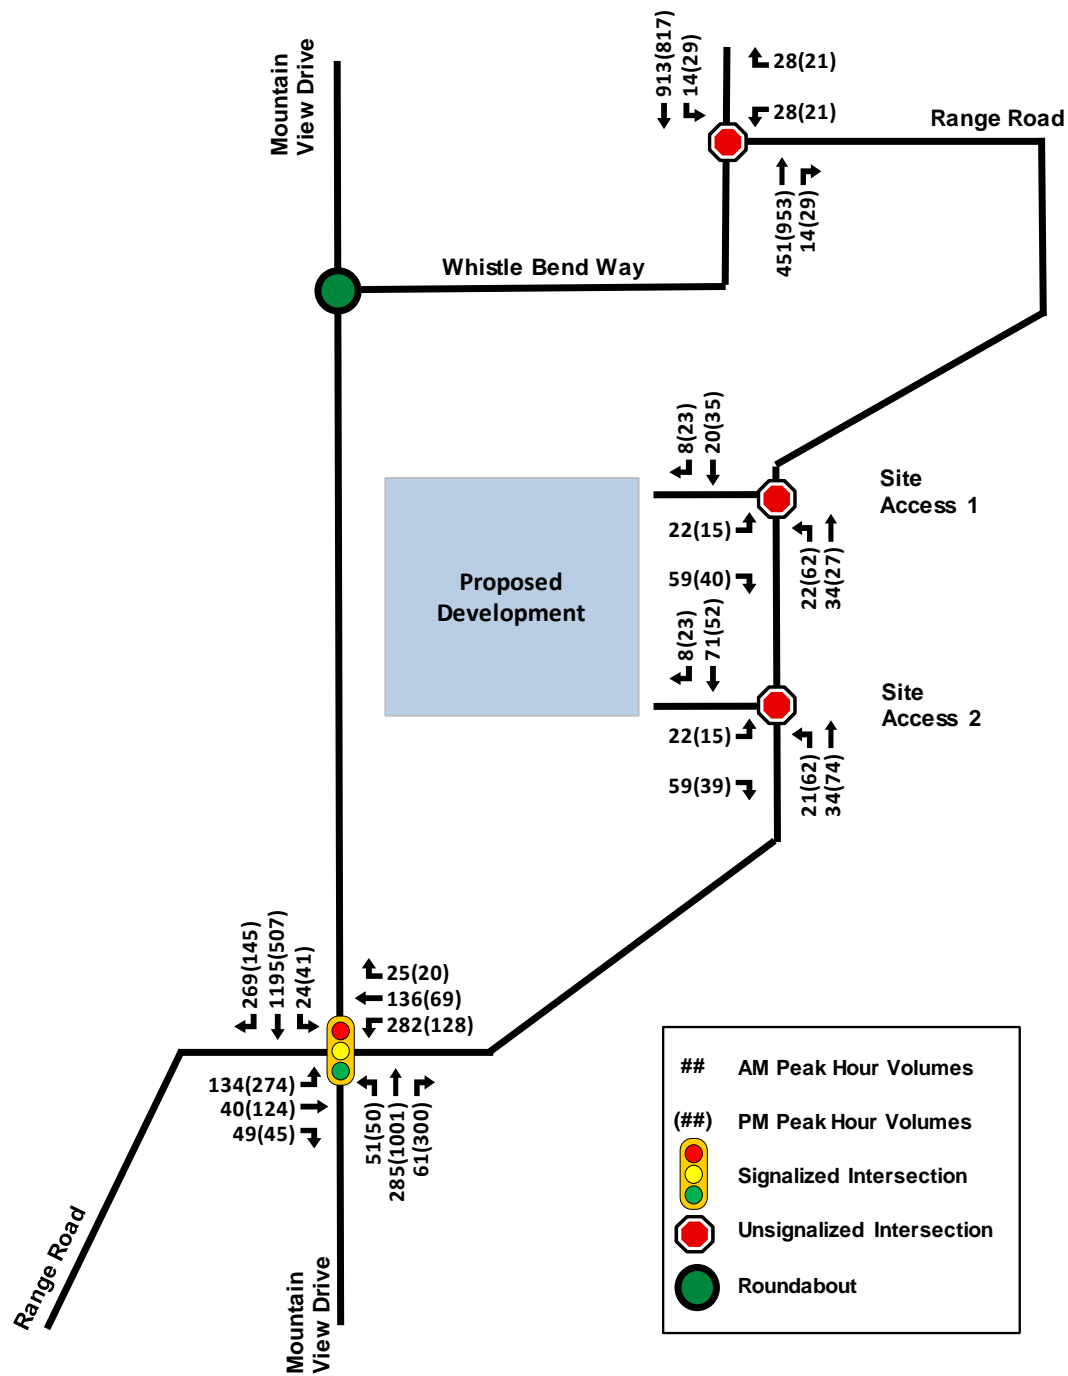 Mountain
View Drive
913(817)
14(29)
28(21)
28(21)
Range Road
451(953)
14(29)
Whistle Bend Way
8(23)
20(35)
Site
Access 1
22(15)
59(40)
22(62)
34(27)
Proposed
Development
8(23)
71(52)
Site
Access 2
22(15)
59(39)
21(62)
34(74)
269(145)
1195(507)
24(41)
25(20)
136(69)
282(128)
134(274)
40(124)
49(45)
51(50)
285(1001)
61(300)
Range Road
Mountain
View Drive
## AM Peak Hour Volumes
(##) PM Peak Hour Volumes
Signalized Intersection
Unsignalized Intersection
Roundabout